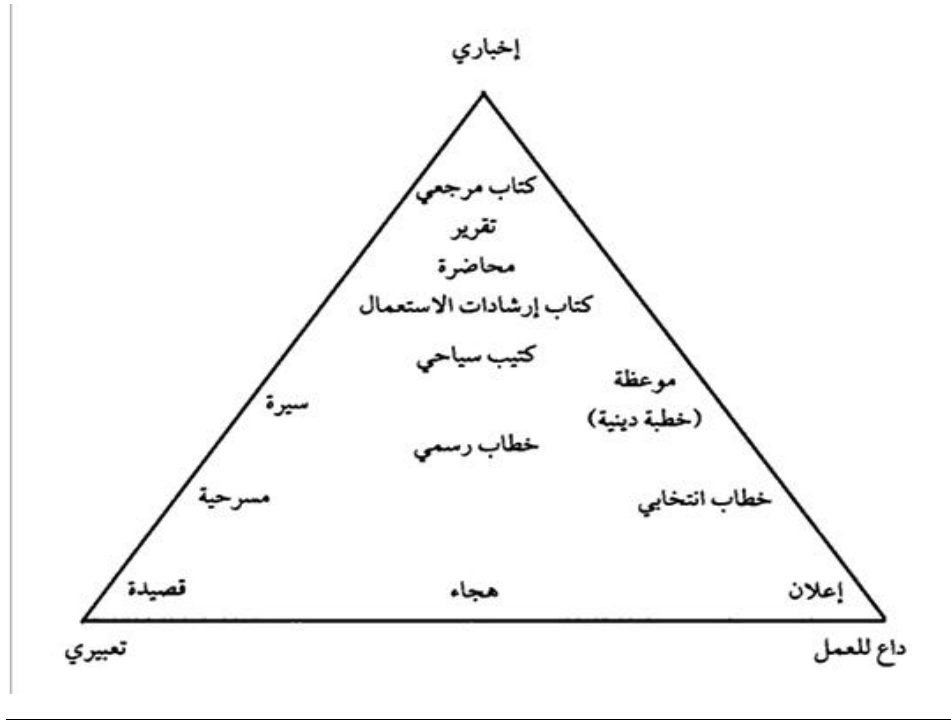 إخباري
كتاب مرجعي
تقرير
محاضرة
كتاب إرشادات الاستعمال
كتيب سياحي
موعظة
(خطبة دينية)
سيرة
خطاب رسمي
خطاب انتخابي
مسرحية
إعلان
هجاء
قصيدة
داع للعمل
تعبيري